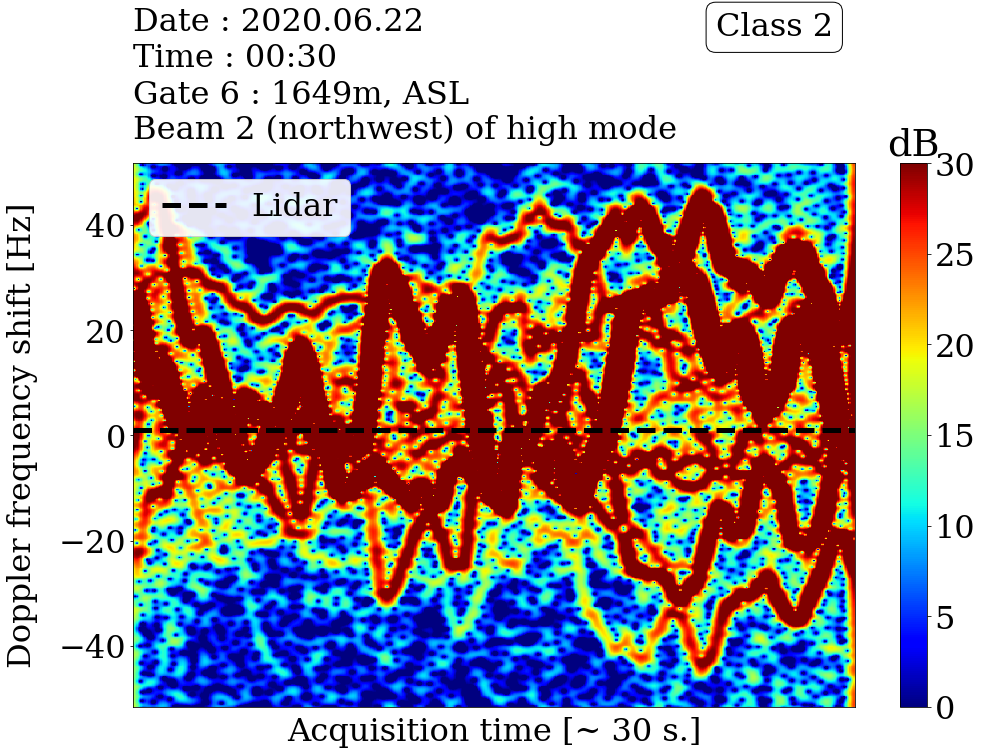 Date : 2020.06.22
Time : 00:30
Gate 6 : 1649m, ASL
Beam 2 (northwest) of high mode
Class 2
dB
Lidar
Doppler frequency shift [Hz]
40
20
0
−20
−40
30
25
20
15
10
5
0
Acquisition time [~ 30 s.]